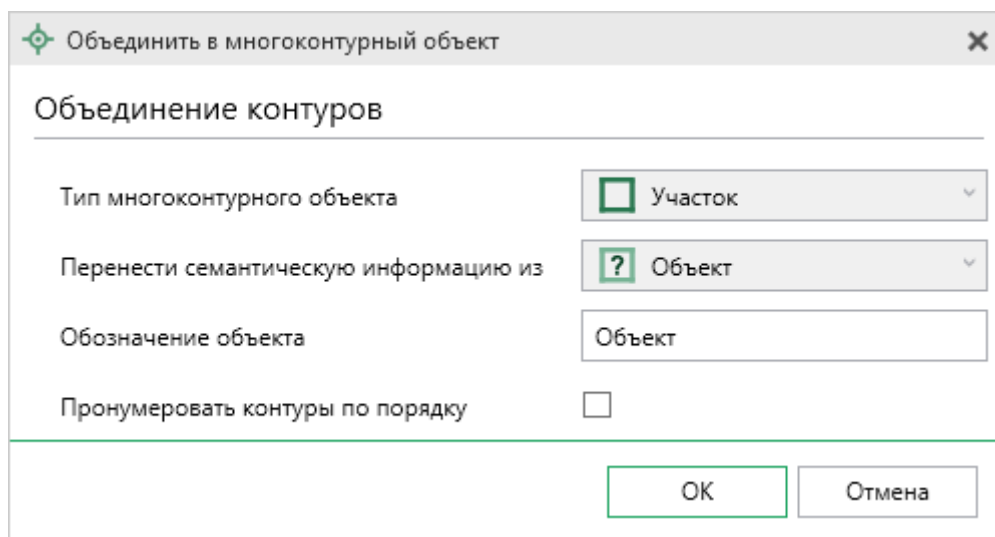 Объединить в многоконтурный объект
Объединение контуров
Тип многоконтурного объекта Участок
Перенести семантическую информацию из ? Объект
Обозначение объекта Объект
Пронумеровать контуры по порядку
ОК Отмена